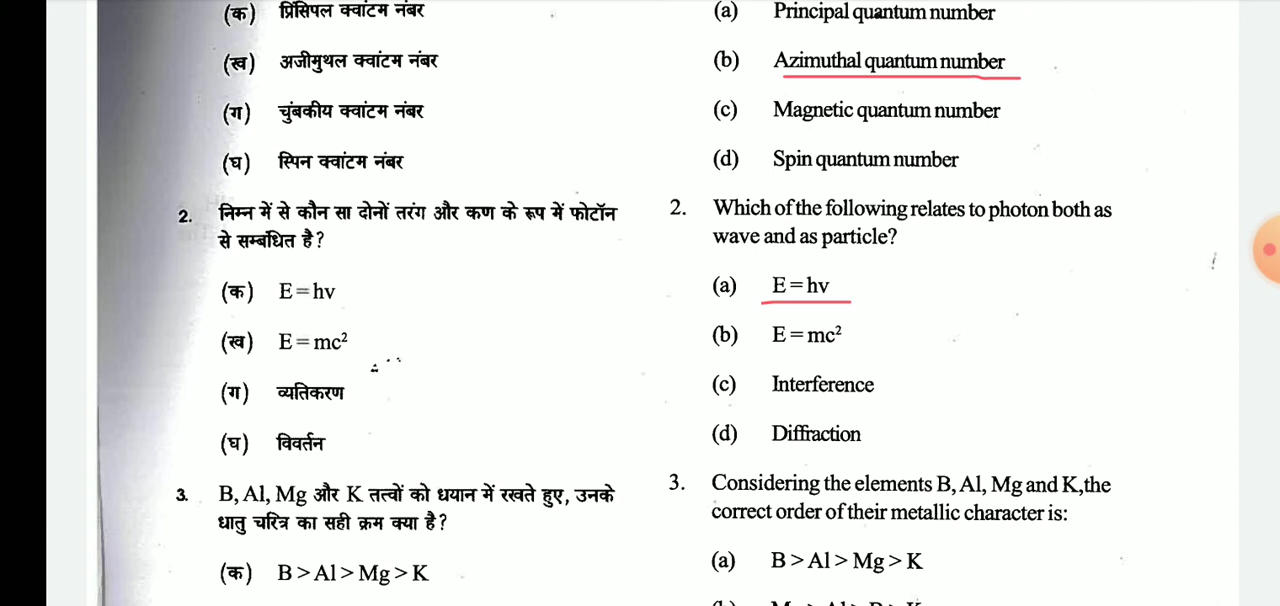 (क) प्रिंसिपल क्वांटम नंबर
(ख) अजीमुथल क्वांटम नंबर
(ग) चुंबकीय क्वांटम नंबर
(घ) स्पिन क्वांटम नंबर
2. निम्न में से कौन सा दोनों तरंग और कण के रूप में फोटॉन
से सम्बंधित है?
(क) E=hv
(ख) E=mc²
(ग) व्यतिकरण
(घ) विवर्तन
3. B, Al, Mg और K तत्वों को धयान में रखते हुए, उनके
धातु चरित्र का सही क्रम क्या है?
(क) B>Al>Mg>K
(a) Principal quantum number
(b) Azimuthal quantum number
(c) Magnetic quantum number
(d) Spin quantum number
2. Which of the following relates to photon both as
wave and as particle?
(a) E=hv
(b) E=mc²
(c) Interference
(d) Diffraction
3. Considering the elements B, Al, Mg and K,the
correct order of their metallic character is:
(a) B>Al>Mg>K